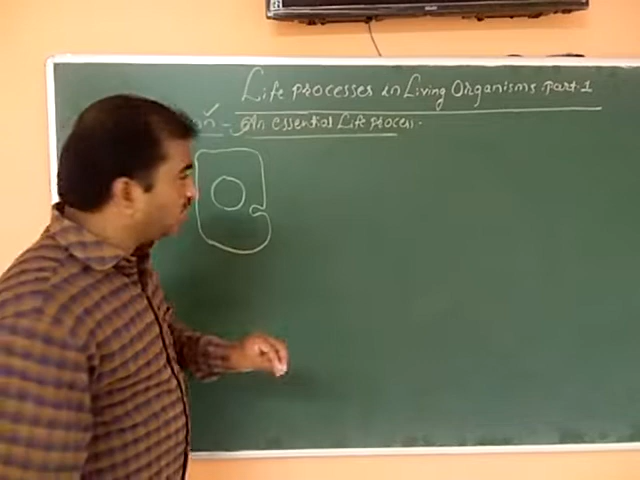 Life Processes in Living Organisms Part-1
An essential Life process.